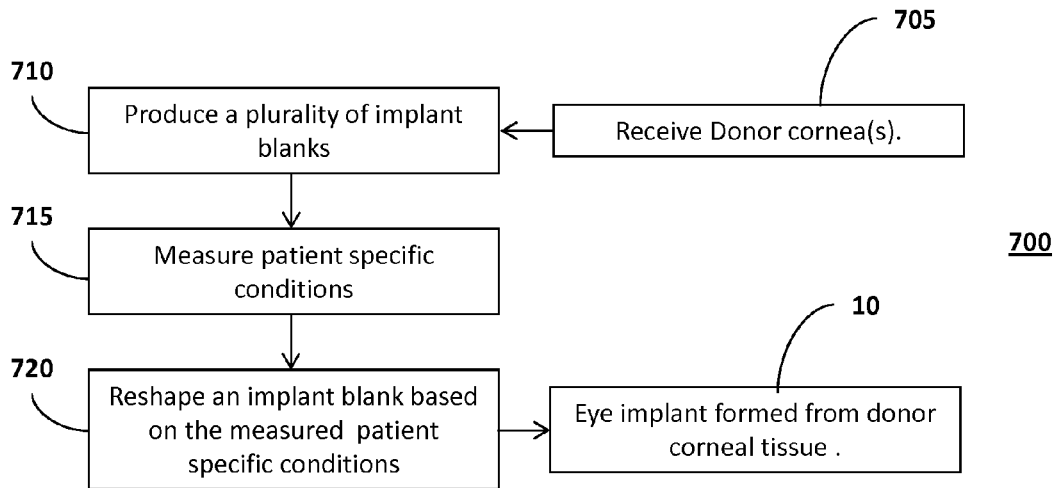 705
710
Produce a plurality of implant
blanks
Receive Donor cornea(s).
715
Measure patient specific
conditions
700
10
720
Reshape an implant blank based
on the measured patient
specific conditions
Eye implant formed from donor
corneal tissue .